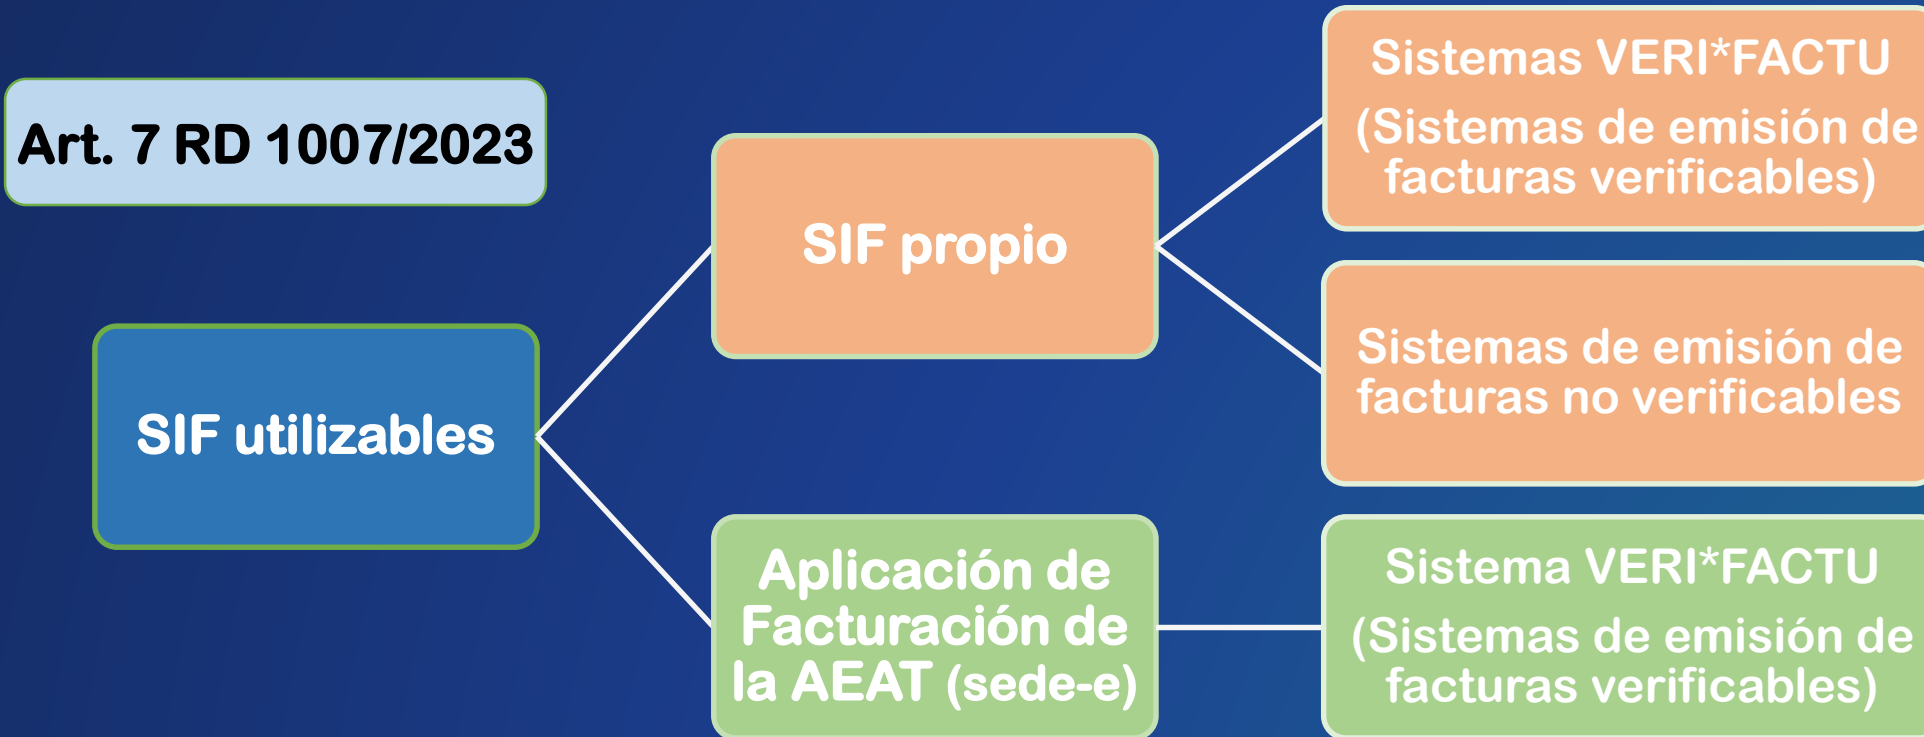 Art. 7 RD 1007/2023
SIF utilizables
SIF propio
Sistemas VERI*FACTU
(Sistemas de emisión de
facturas verificables)
Sistemas de emisión de
facturas no verificables
Aplicación de
Facturación de
la AEAT (sede-e)
Sistema VERI*FACTU
(Sistemas de emisión de
facturas verificables)